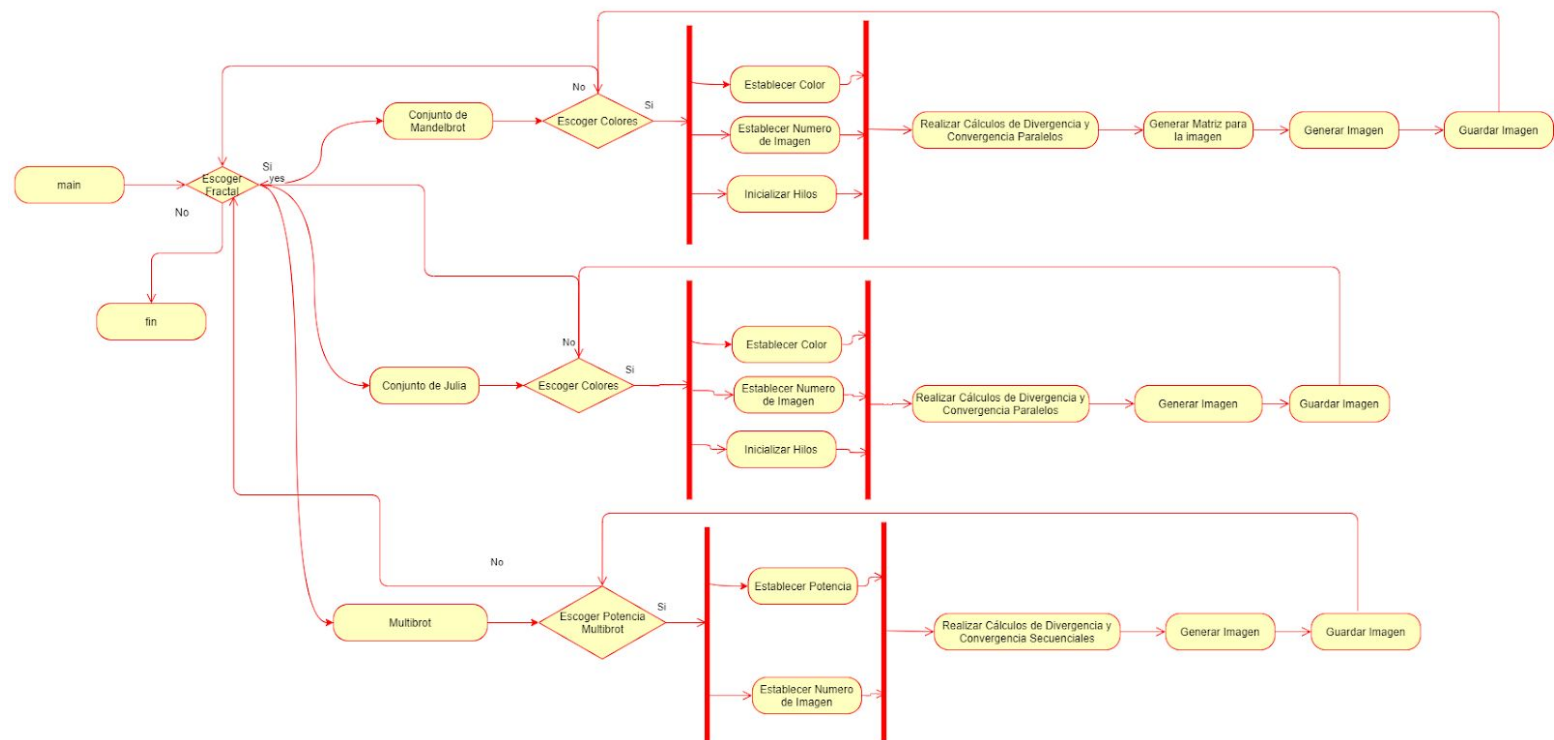 No
Si
Escoger Colores
Conjunto de
Mandelbrot
Establecer Color
Establecer Numero
de Imagen
Inicializar Hilos
Realizar Cálculos de Divergencia y
Convergencia Paralelos
Generar Matriz para
la imagen
Generar Imagen
Guardar Imagen
main
Escoger
Fractal
Si
yes
No
fin
Conjunto de Julia
No
Si
Escoger Colores
Establecer Color
Establecer Numero
de Imagen
Inicializar Hilos
Realizar Cálculos de Divergencia y
Convergencia Paralelos
Generar Imagen
Guardar Imagen
No
Multibrot
Escoger Potencia
Multibrot
Si
Establecer Potencia
Establecer Numero
de Imagen
Realizar Cálculos de Divergencia y
Convergencia Secuenciales
Generar Imagen
Guardar Imagen